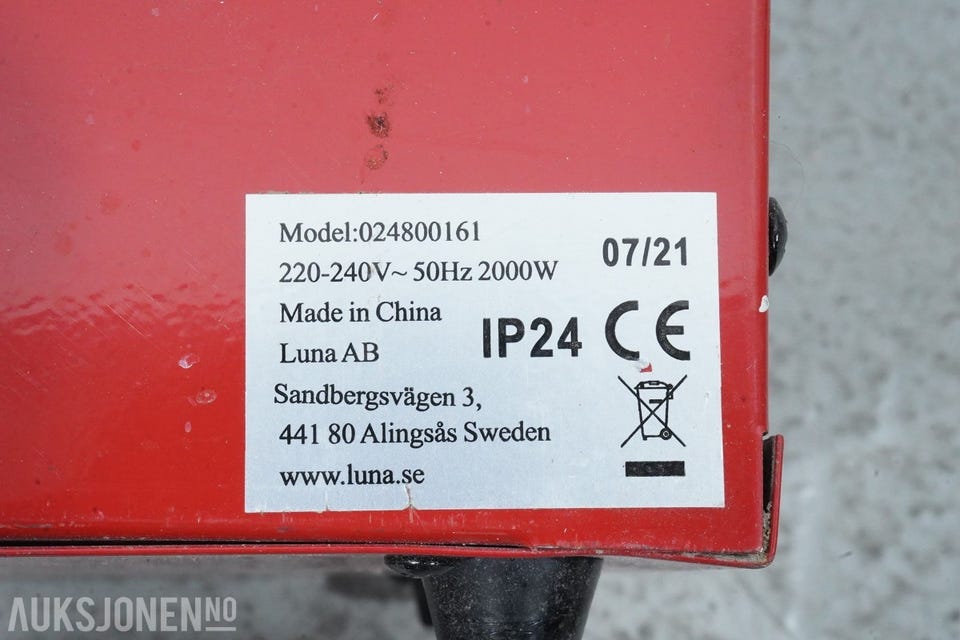 Model:024800161
07/21
220-240V~ 50Hz 2000W
Made in China
IP24 CE
Luna AB
Sandbergsvägen 3,
441 80 Alingsås Sweden
www.luna.se
AUKSJONEN.NO